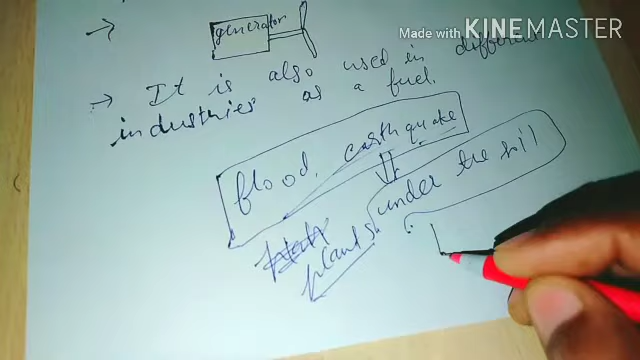 Made with KINEMASTER
generator
It is also used in different
industries as a fuel.
flood, earthquake
under the hill
plants